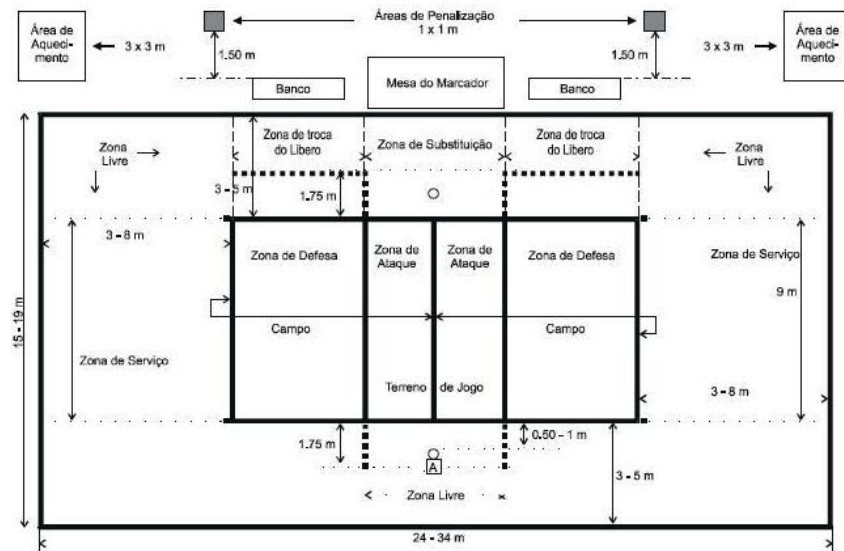 Área de
Aqueci-
mento
3 x 3 m
1.50 m
Áreas de Penalização
1 x 1 m
1.50 m
3 x 3 m
Área de
Aqueci-
mento
Banco
Mesa do Marcador
Banco
Zona
Livre
Zona de troca
do Libero
Zona de Substituição
Zona de troca
do Libero
Zona
Livre
3 - 5 m
1.75 m
3 - 8 m
Zona de Defesa
Zona de
Ataque
Zona de
Ataque
Zona de Defesa
Zona de Serviço
9 m
15 - 19 m
Campo
Campo
Zona de Serviço
Terreno de Jogo
3 - 8 m
1.75 m
0.50 - 1 m
A
3 - 5 m
Zona Livre
24 - 34 m